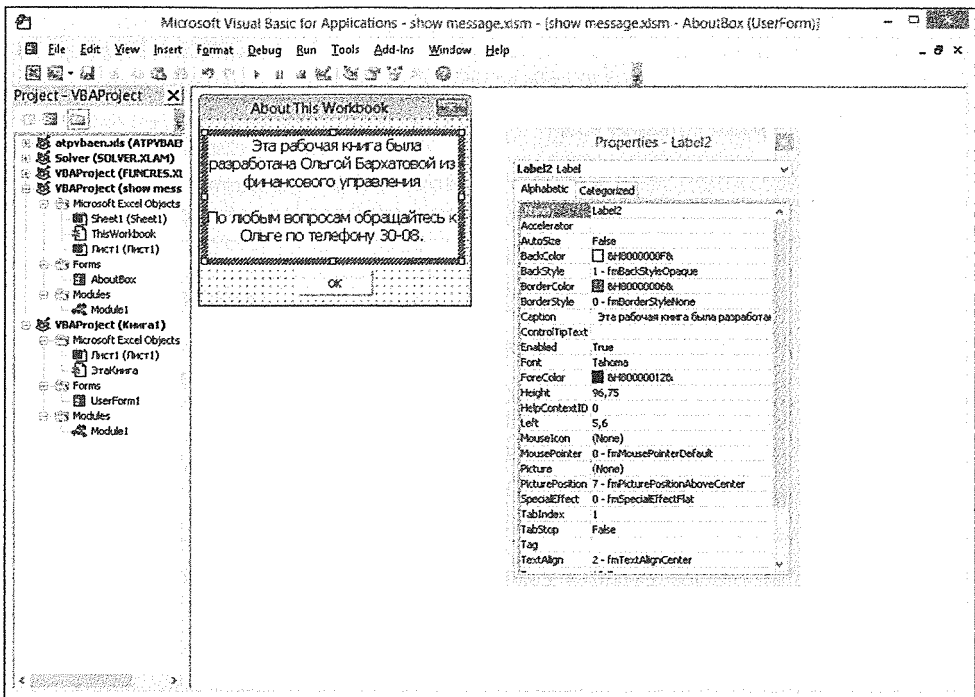 Microsoft Visual Basic for Applications - show message.xlsm - [show message.xlsm - AboutBox (UserForm)]
File Edit View Insert Format Debug Run Tools Add-Ins Window Help
Project - VBAProject
atpvbaen.xls (ATPVBAE
Solver (SOLVER.XLAM)
VBAProject (FUNCRES.XL
VBAProject (show mess
Microsoft Excel Objects
Sheet1 (Sheet1)
ThisWorkbook
Лист1 (Лист1)
Forms
AboutBox
Modules
Module1
VBAProject (Книга1)
Microsoft Excel Objects
Лист1 (Лист1)
ЭтаКнига
Forms
UserForm1
Modules
Module1
About This Workbook
Эта рабочая книга была
разработана Ольгой Бархатовой из
финансового управления
По любым вопросам обращайтесь к
Ольге по телефону 30-08.
OK
Properties - Label2
Label2 Label
Alphabetic Categorized
Label2
Accelerator
AutoSize False
BackColor &H8000000F&
BackStyle 1 - fmBackStyleOpaque
BorderColor &H80000006&
BorderStyle 0 - fmBorderStyleNone
Caption Эта рабочая книга была разработан
ControlTipText
Enabled True
Font Tahoma
ForeColor &H80000012&
Height 96,75
HelpContextID 0
Left 5,6
MouseIcon (None)
MousePointer 0 - fmMousePointerDefault
Picture (None)
PicturePosition 7 - fmPicturePositionAboveCenter
SpecialEffect 0 - fmSpecialEffectFlat
TabIndex 1
TabStop False
Tag
TextAlign 2 - fmTextAlignCenter